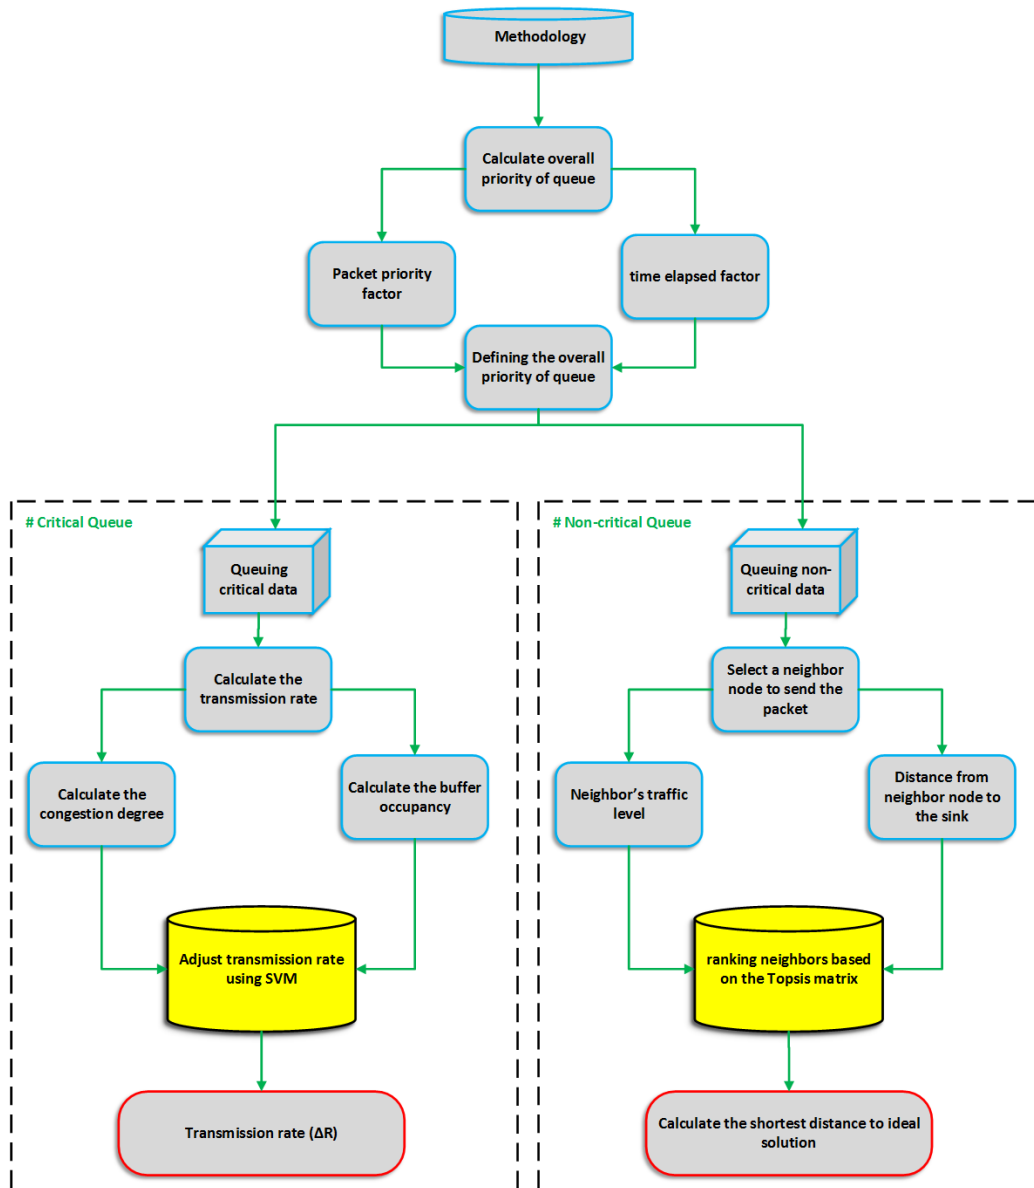 Methodology
Calculate overall
priority of queue
Packet priority
factor
time elapsed factor
Defining the overall
priority of queue
# Critical Queue
Queuing
critical data
Calculate the
transmission rate
Calculate the
congestion degree
Calculate the buffer
occupancy
Adjust transmission rate
using SVM
Transmission rate (ΔR)
# Non-critical Queue
Queuing non-
critical data
Select a neighbor
node to send the
packet
Neighbor’s traffic
level
Distance from
neighbor node to
the sink
ranking neighbors based
on the Topsis matrix
Calculate the shortest distance to ideal
solution